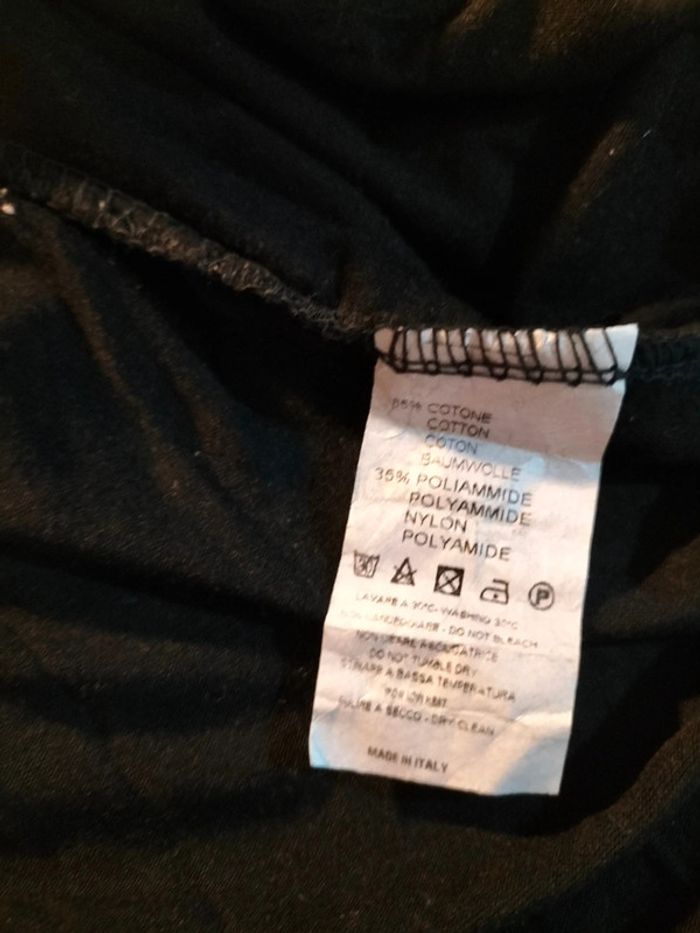 65% COTONE
COTTON
COTON
BAUMWOLLE
35% POLIAMMIDE
POLYAMMIDE
NYLON
POLYAMIDE
P
LAVARE A 30°C - WASHING 30°C
DO NOT BLEACH
NON USARE ASCIUGATRICE
DO NOT TUMBLE DRY
STIRARE A BASSA TEMPERATURA
A SECCO - DRY CLEAN
MADE IN ITALY